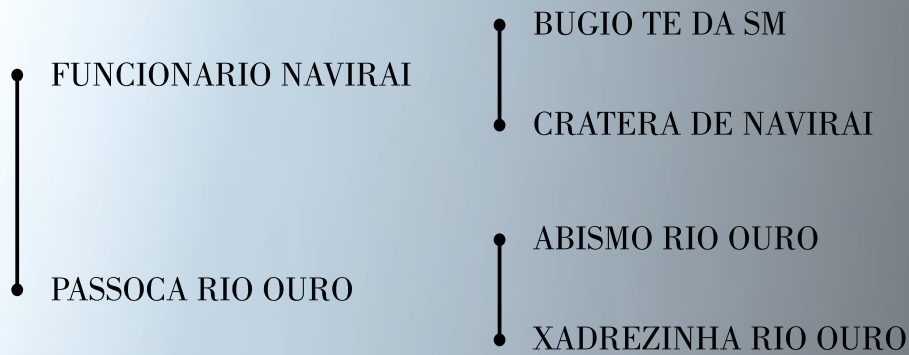 BUGIO TE DA SM
FUNCIONARIO NAVIRAI
CRATERA DE NAVIRAI
ABISMO RIO OURO
PASSOCA RIO OURO
XADREZINHA RIO OURO